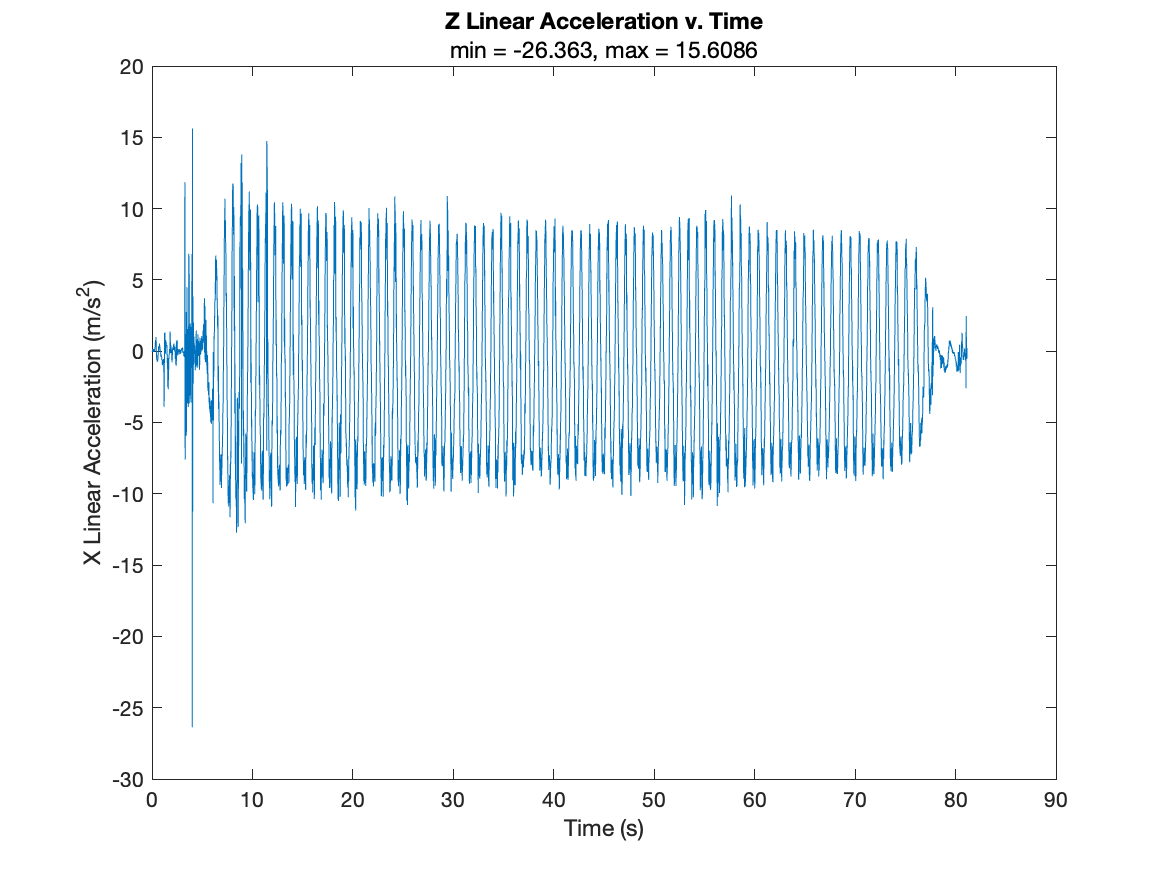 Z Linear Acceleration v. Time
min = -26.363, max = 15.6086
20
15
10
5
0
-5
-10
-15
-20
-25
-30
X Linear Acceleration (m/s²)
0 10 20 30 40 50 60 70 80 90
Time (s)